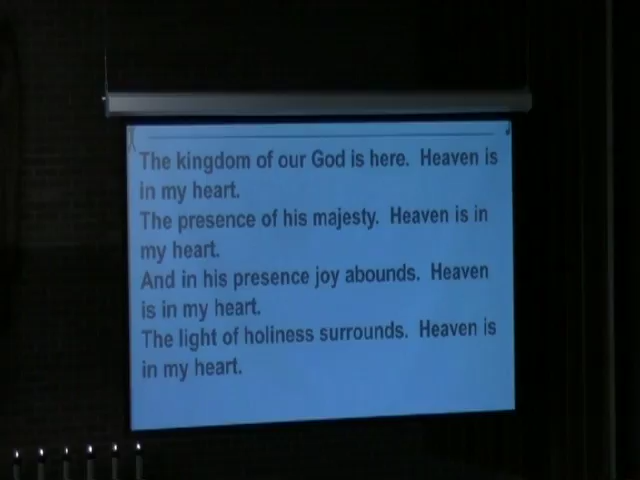 The kingdom of our God is here.  Heaven is
in my heart.
The presence of his majesty.  Heaven is in
my heart.
And in his presence joy abounds.  Heaven
is in my heart.
The light of holiness surrounds.  Heaven is
in my heart.